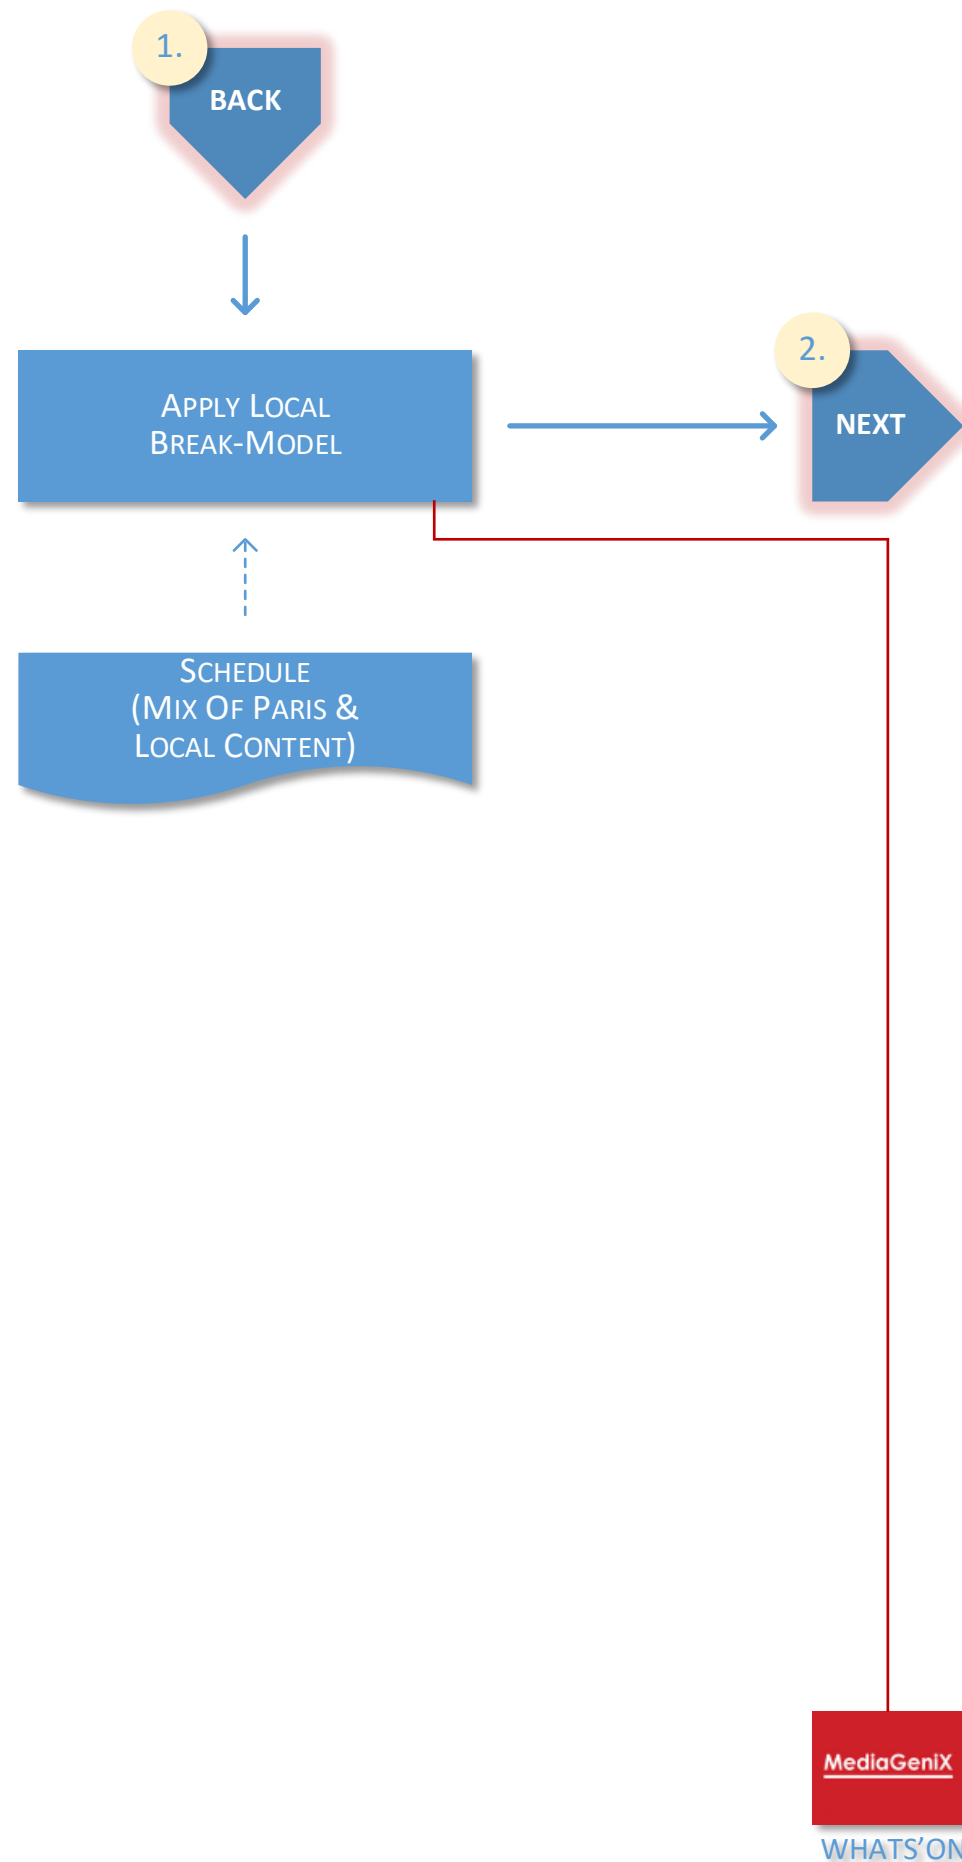 1.
BACK
APPLY LOCAL
BREAK-MODEL
2.
NEXT
SCHEDULE
(MIX OF PARIS &
LOCAL CONTENT)
MediaGeniX
WHATS’ON